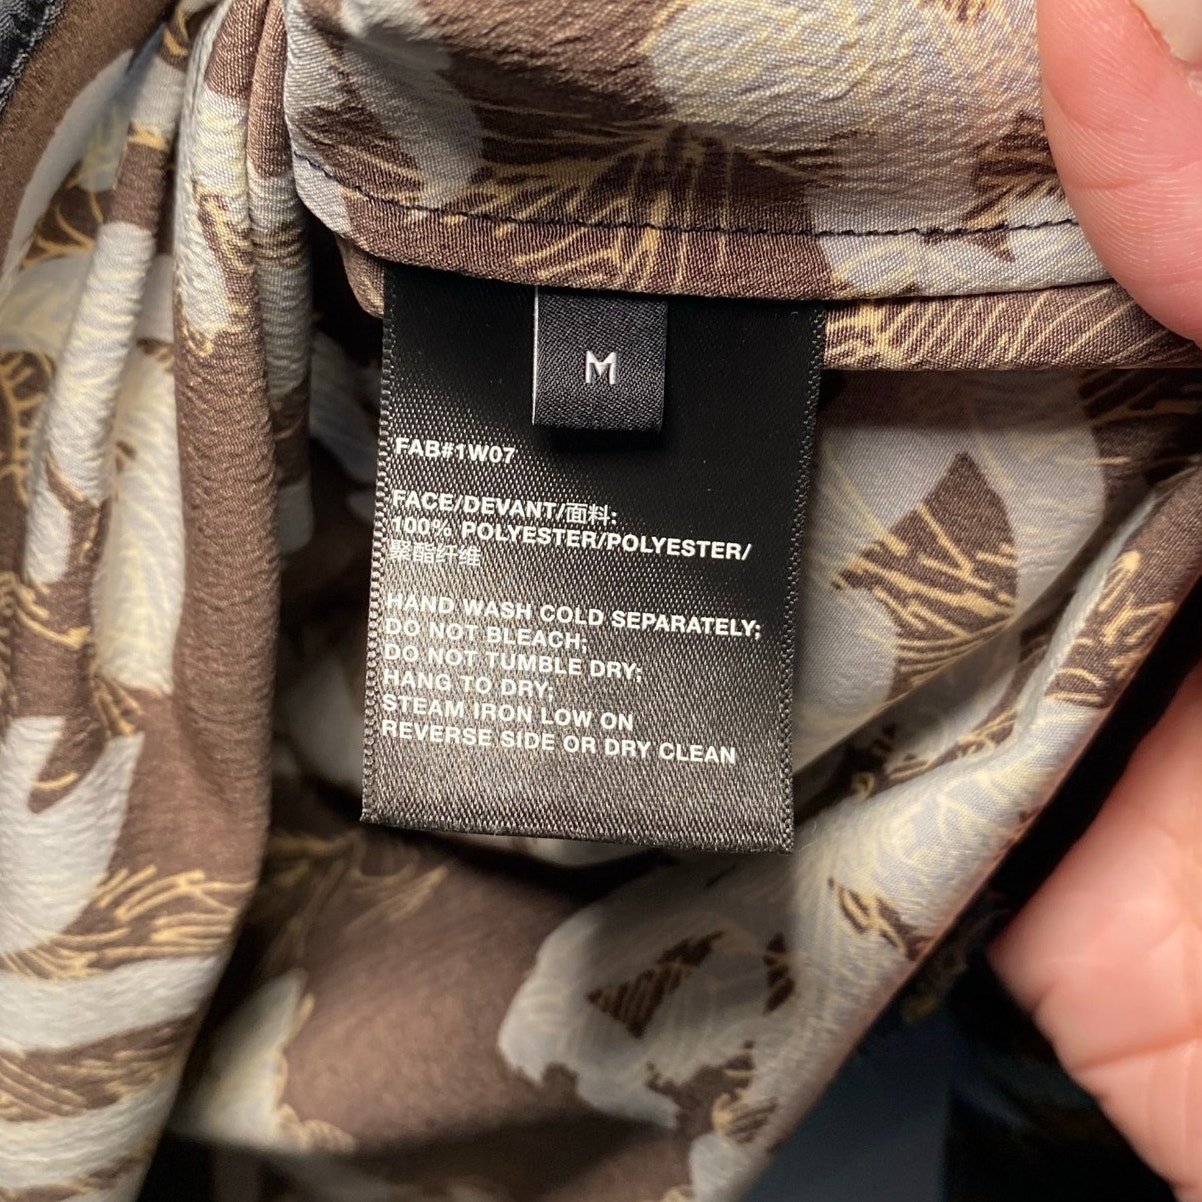 M
FAB#1W07
FACE/DEVANT/面料:
100% POLYESTER/POLYESTER/
聚酯纤维
HAND WASH COLD SEPARATELY;
DO NOT BLEACH;
DO NOT TUMBLE DRY;
HANG TO DRY;
STEAM IRON LOW ON
REVERSE SIDE OR DRY CLEAN